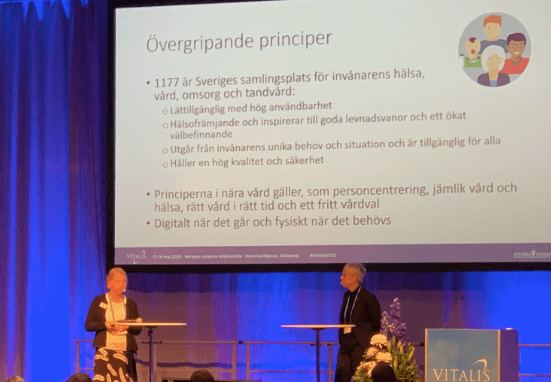 Övergripande principer
• 1177 är Sveriges samlingsplats för invånarens hälsa,
vård, omsorg och tandvård:
o Lättillgänglig med hög användbarhet
o Hälsofrämjande och inspirerar till goda levnadsvanor och ett ökat
välbefinnande
o Utgår från invånarens unika behov och situation och är tillgänglig för alla
o Håller en hög kvalitet och säkerhet
• Principerna i nära vård gäller, som personcentrering, jämlik vård och
hälsa, rätt vård i rätt tid och ett fritt vårdval
• Digitalt när det går och fysiskt när det behövs
VITALIS
VITALIS